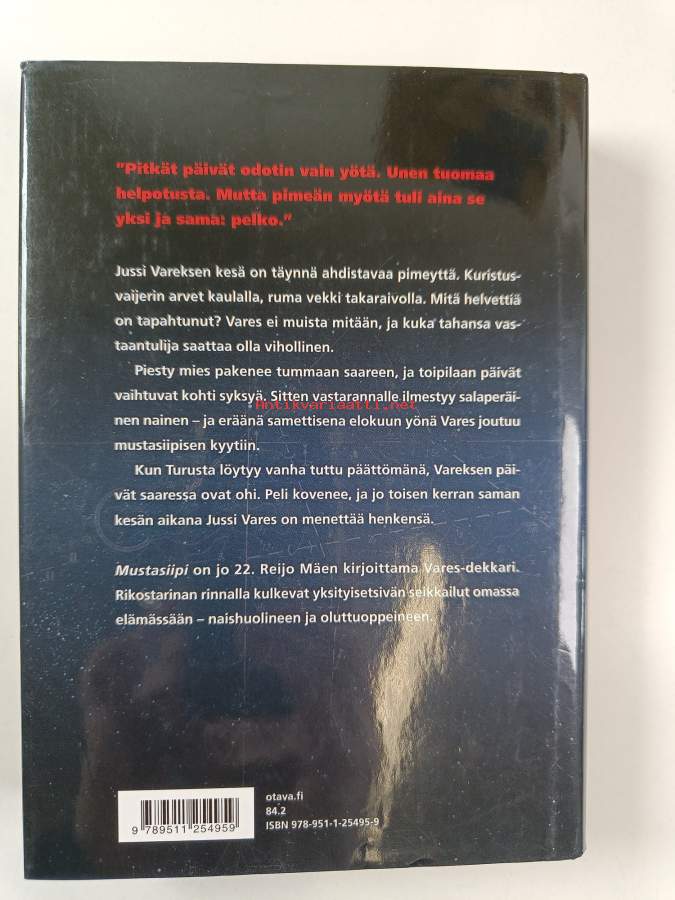 "Pitkät päivät odotin vain yötä. Unen tuomaa
helpotusta. Mutta pimeän myötä tuli aina se
yksi ja sama: pelko."
Jussi Vareksen kesä on täynnä ahdistavaa pimeyttä. Kuristus-
vaijerin arvet kaulalla, ruma vekki takaraivolla. Mitä helvettiä
on tapahtunut? Vares ei muista mitään, ja kuka tahansa vas-
taantulija saattaa olla vihollinen.
Piesty mies pakenee tummaan saareen, ja toipilaan päivät
vaihtuvat kohti syksyä. Sitten vastarannalle ilmestyy salaperäi-
Antikvariaatti.net
nen nainen – ja eräänä samettisena elokuun yönä Vares joutuu
mustasiipisen kyytiin.
Kun Turusta löytyy vanha tuttu päättömänä, Vareksen päi-
vät saaressa ovat ohi. Peli kovenee, ja jo toisen kerran saman
kesän aikana Jussi Vares on menettää henkensä.
Mustasiipi on jo 22. Reijo Mäen kirjoittama Vares-dekkari.
Rikostarinan rinnalla kulkevat yksityisetsivän seikkailut omassa
elämässään – naishuolineen ja oluttuoppeineen.
otava.fi
84.2
ISBN 978-951-1-25495-9
9 789511 254959